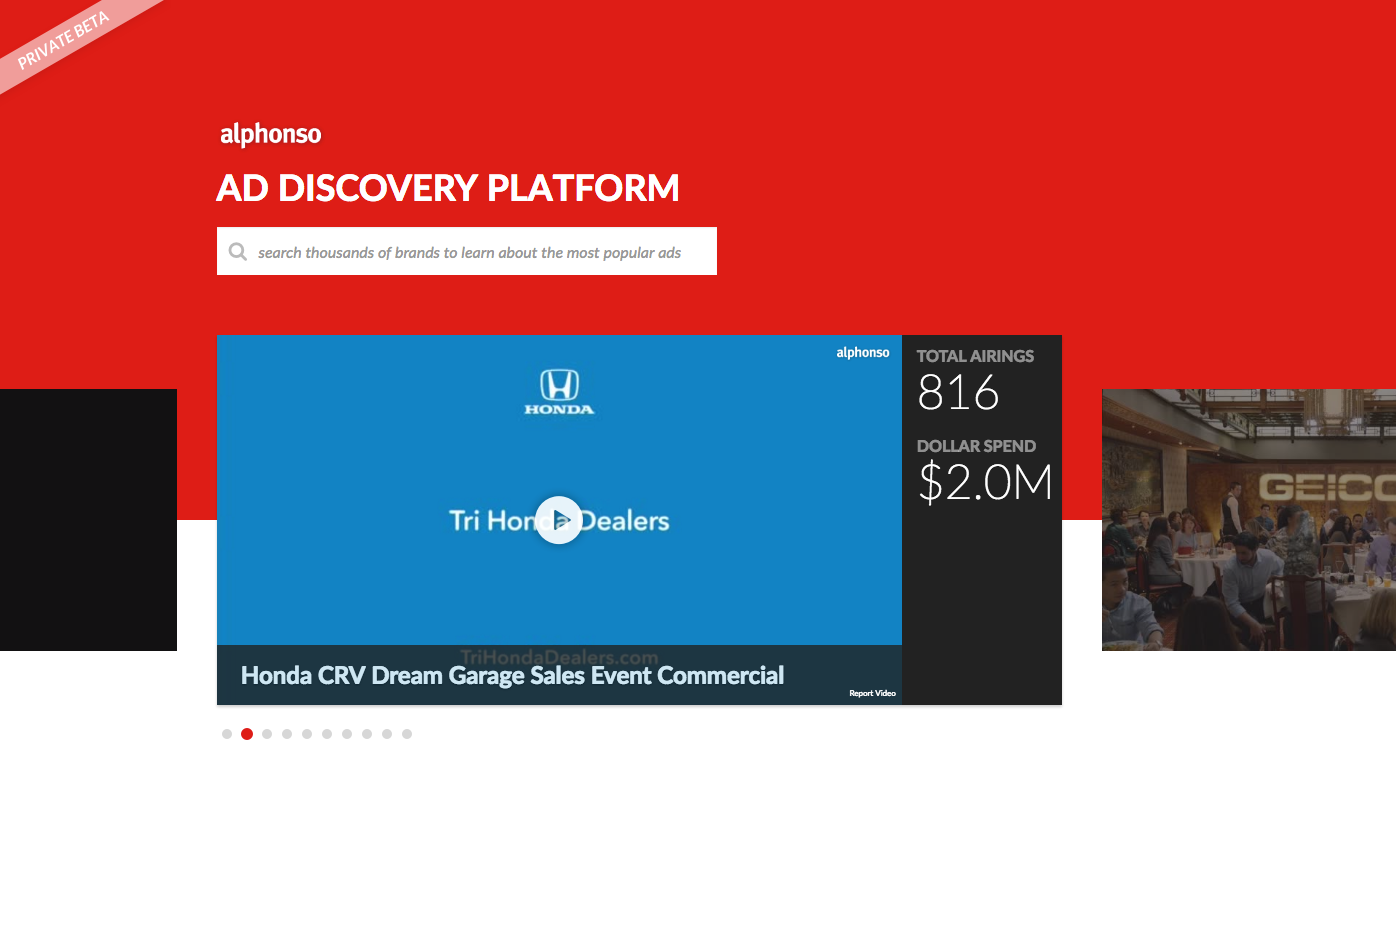 PRIVATE BETA
alphonso
AD DISCOVERY PLATFORM
search thousands of brands to learn about the most popular ads
alphonso
HONDA
Tri Honda Dealers
TriHondaDealers.com
Honda CRV Dream Garage Sales Event Commercial
Report Video
TOTAL AIRINGS
816
DOLLAR SPEND
$2.0M
GEICO